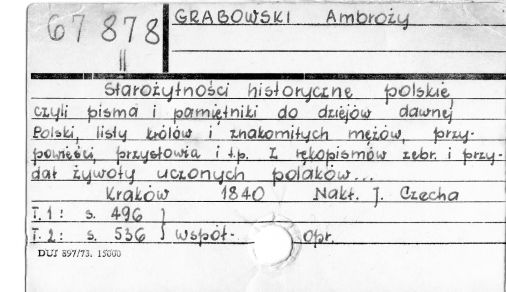 67878
II
GRABOWSKI Ambroży
Starożytności historyczne polskie,
czyli pisma i pamiętniki do dziejów dawnej
Polski, listy królów i znakomitych mężów, przy-
powieści, przysłowia i t.p. Z rękopismów zebr. i przy-
dał żywoty uczonych polaków...
Kraków 1840 Nakł. J. Czecha
T. 1: s. 496 }
T. 2: s. 536 } współ- opr.
DUJ 897/73. 15000